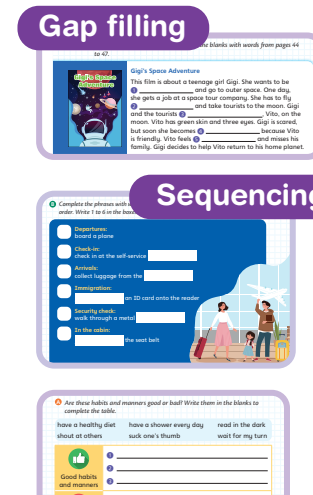 Gap filling
the blanks with words from pages 44
to 47.
Gigi's Space
Adventure
Gigi's Space Adventure
This film is about a teenage girl Gigi. She wants to be
1 ____________ and go to outer space. One day,
she gets a job at a space tour company. She has to fly
2 ____________ and take tourists to the moon. Gigi
and the tourists 3 ____________, Vito, on the
moon. Vito has green skin and three eyes. Gigi is scared,
but soon she becomes 4 ____________ because Vito
is friendly. Vito feels 5 ____________ and misses his
family. Gigi decides to help Vito return to his home planet.
Sequencing
B Complete the phrases with
order. Write 1 to 6 in the boxes
Departures:
board a plane
Check-in:
check in at the self-service
Arrivals:
collect luggage from the
Immigration:
an ID card onto the reader
Security check:
walk through a metal
In the cabin:
the seat belt
A Are these habits and manners good or bad? Write them in the blanks to
complete the table.
have a healthy diet have a shower every day read in the dark
shout at others suck one's thumb wait for my turn
1
2
3
Good habits
and manners